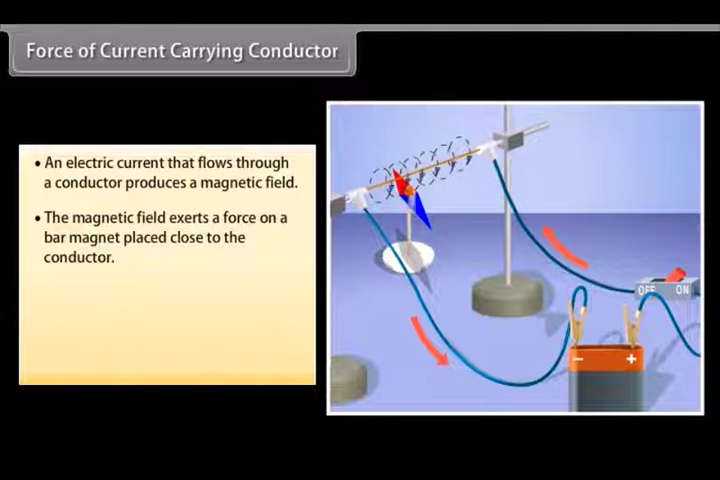 Force of Current Carrying Conductor
• An electric current that flows through
a conductor produces a magnetic field.
• The magnetic field exerts a force on a
bar magnet placed close to the
conductor.
OFF ON
− +